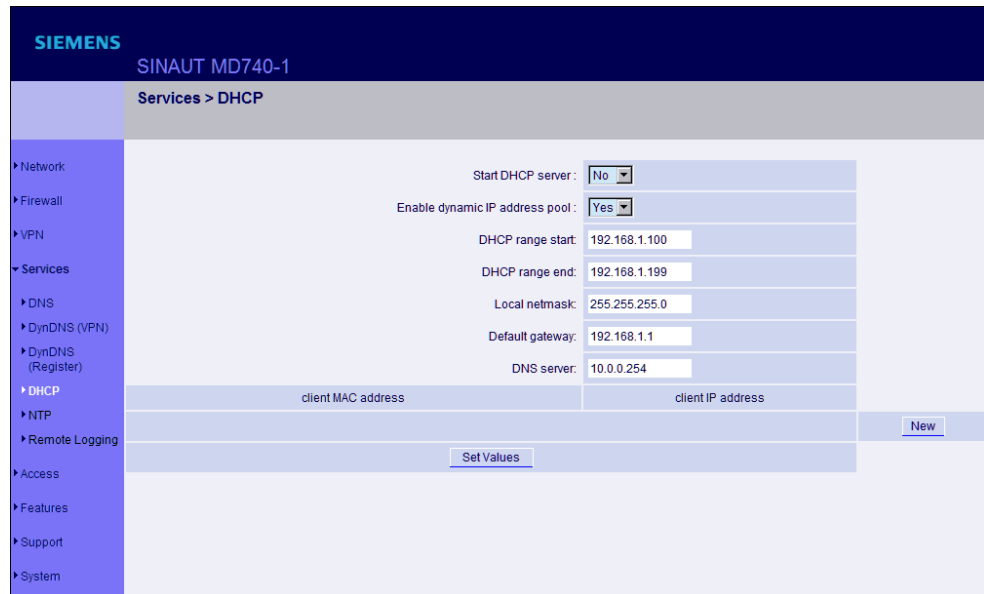 SIEMENS
SINAUT MD740-1
Services > DHCP
Network
Firewall
VPN
Services
DNS
DynDNS (VPN)
DynDNS
(Register)
DHCP
NTP
Remote Logging
Access
Features
Support
System
Start DHCP server : No
Enable dynamic IP address pool : Yes
DHCP range start: 192.168.1.100
DHCP range end: 192.168.1.199
Local netmask: 255.255.255.0
Default gateway: 192.168.1.1
DNS server: 10.0.0.254
client MAC address client IP address
New
Set Values